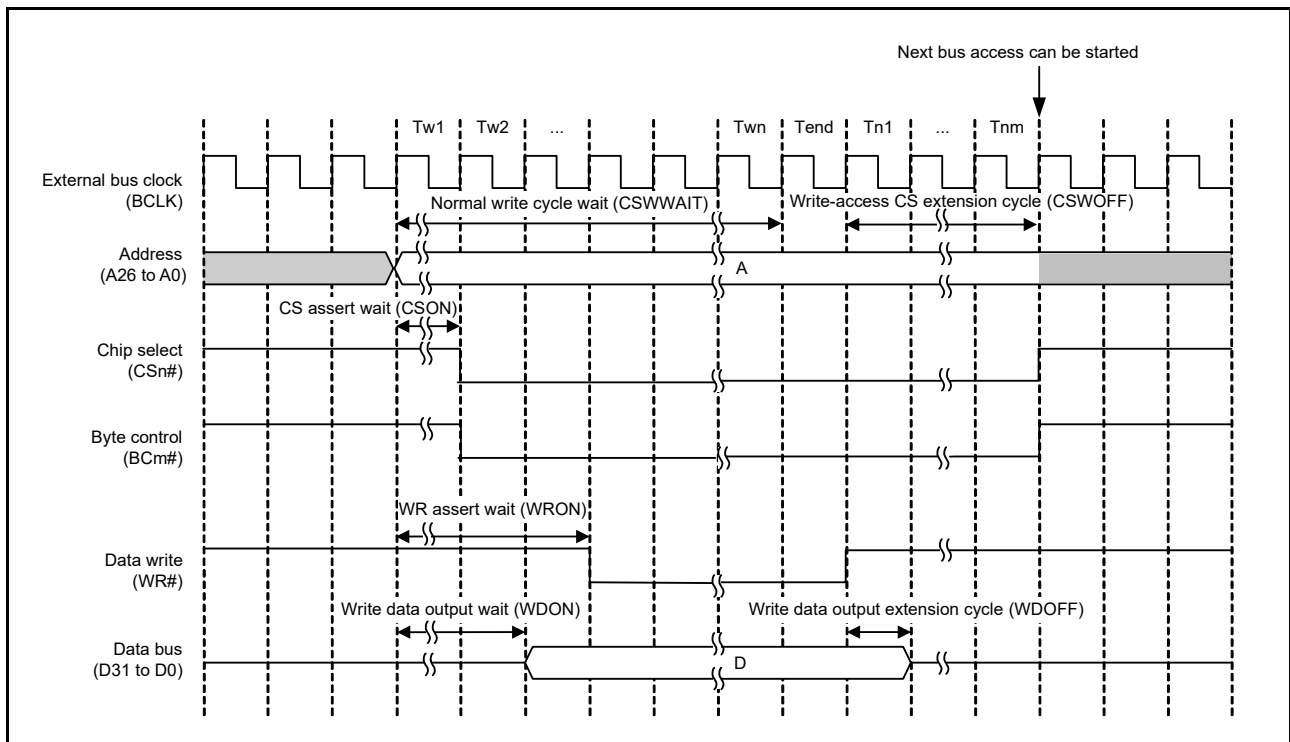 Next bus access can be started
Tw1 Tw2 ... Twn Tend Tn1 ... Tnm
External bus clock
(BCLK)
Normal write cycle wait (CSWWAIT)
Write-access CS extension cycle (CSWOFF)
Address
(A26 to A0)
A
CS assert wait (CSON)
Chip select
(CSn#)
Byte control
(BCm#)
WR assert wait (WRON)
Data write
(WR#)
Write data output wait (WDON)
Write data output extension cycle (WDOFF)
Data bus
(D31 to D0)
D